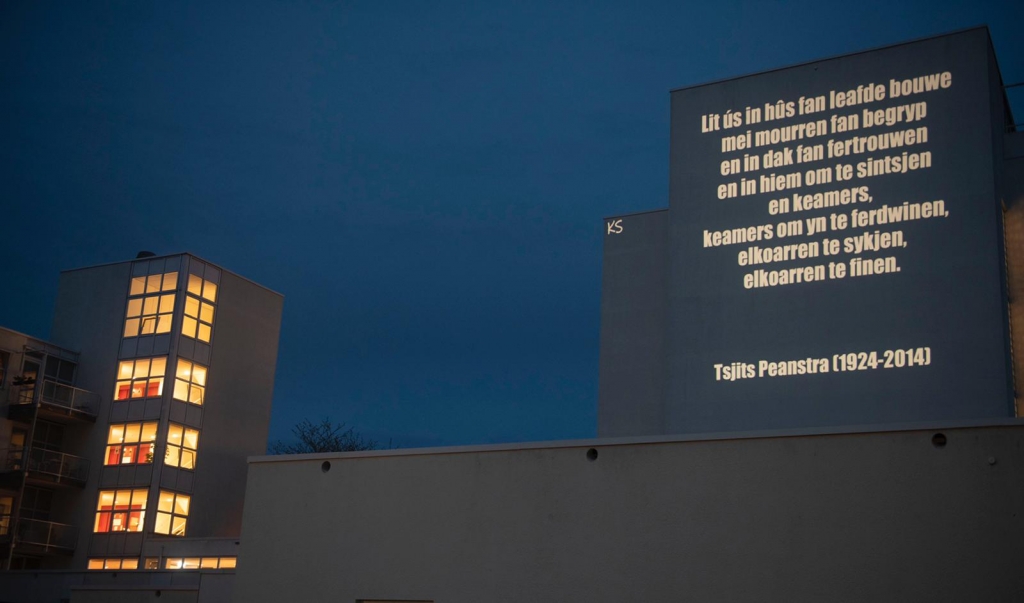 Lit ús in hûs fan leafde bouwe
mei mourren fan begryp
en in dak fan fertrouwen
en in hiem om te sintsjen
en keamers,
keamers om yn te ferdwinen,
elkoarren te sykjen,
elkoarren te finen.
Tsjits Peanstra (1924-2014)
KS